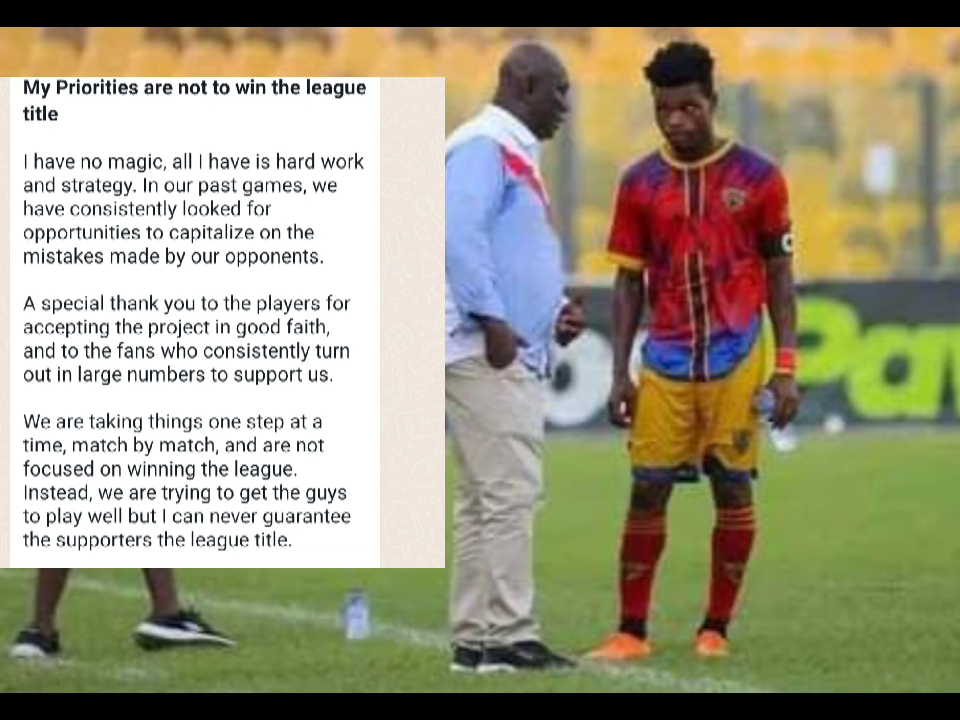 My Priorities are not to win the league
title
I have no magic, all I have is hard work
and strategy. In our past games, we
have consistently looked for
opportunities to capitalize on the
mistakes made by our opponents.
A special thank you to the players for
accepting the project in good faith,
and to the fans who consistently turn
out in large numbers to support us.
We are taking things one step at a
time, match by match, and are not
focused on winning the league.
Instead, we are trying to get the guys
to play well but I can never guarantee
the supporters the league title.